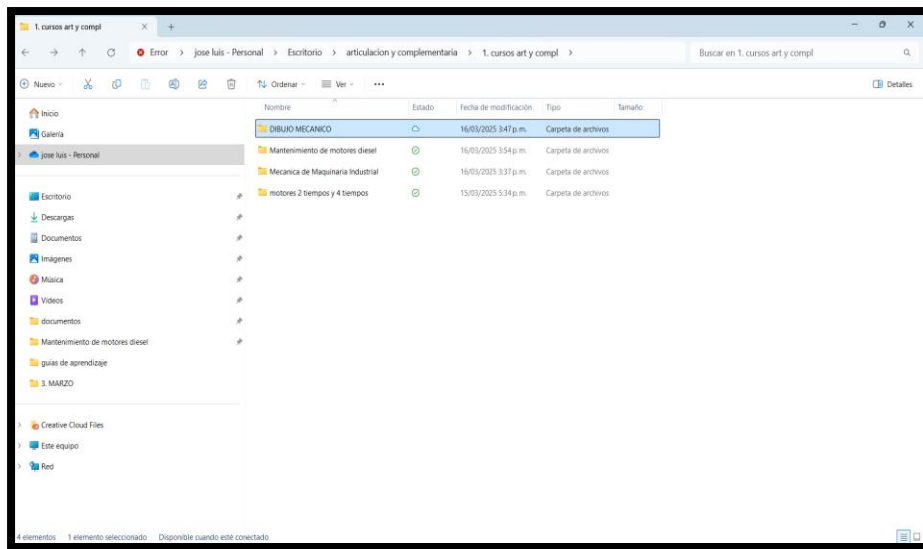 1. cursos art y compl
Error > jose luis - Personal > Escritorio > articulacion y complementaria > 1. cursos art y compl >
Buscar en 1. cursos art y compl
Nuevo
Ordenar
Ver
Detalles
Inicio
Galería
jose luis - Personal
Escritorio
Descargas
Documentos
Imágenes
Música
Vídeos
documentos
Mantenimiento de motores diesel
guias de aprendizaje
3. MARZO
Creative Cloud Files
Este equipo
Red
Nombre Estado Fecha de modificación Tipo Tamaño
DIBUJO MECANICO 16/03/2025 3:47 p. m. Carpeta de archivos
Mantenimiento de motores diesel 16/03/2025 3:54 p. m. Carpeta de archivos
Mecanica de Maquinaria Industrial 16/03/2025 3:37 p. m. Carpeta de archivos
motores 2 tiempos y 4 tiempos 15/03/2025 5:34 p. m. Carpeta de archivos
4 elementos 1 elemento seleccionado Disponible cuando esté conectado